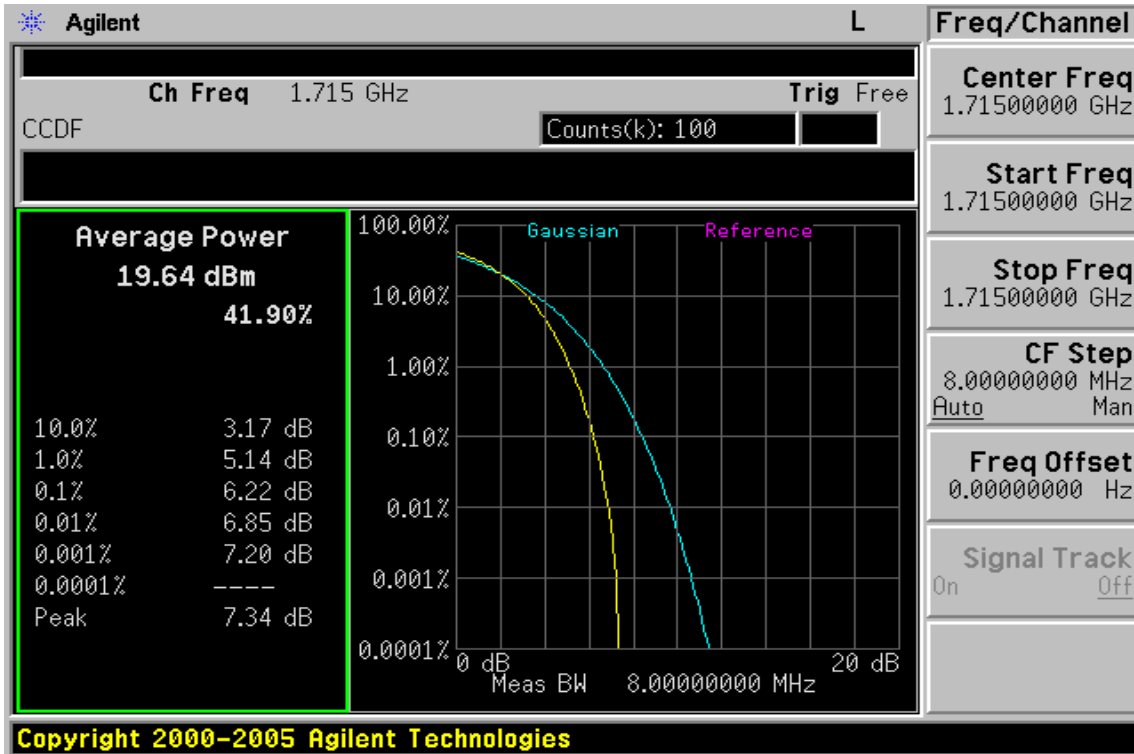 Agilent L
Ch Freq 1.715 GHz Trig Free
CCDF Counts(k): 100
Average Power
19.64 dBm
41.90%
10.0% 3.17 dB
1.0% 5.14 dB
0.1% 6.22 dB
0.01% 6.85 dB
0.001% 7.20 dB
0.0001% ----
Peak 7.34 dB
Gaussian Reference
100.00%
10.00%
1.00%
0.10%
0.01%
0.001%
0.0001%
0 dB 20 dB
Meas BW 8.00000000 MHz
Freq/Channel
Center Freq
1.71500000 GHz
Start Freq
1.71500000 GHz
Stop Freq
1.71500000 GHz
CF Step
8.00000000 MHz
Auto Man
Freq Offset
0.00000000 Hz
Signal Track
On Off
Copyright 2000-2005 Agilent Technologies